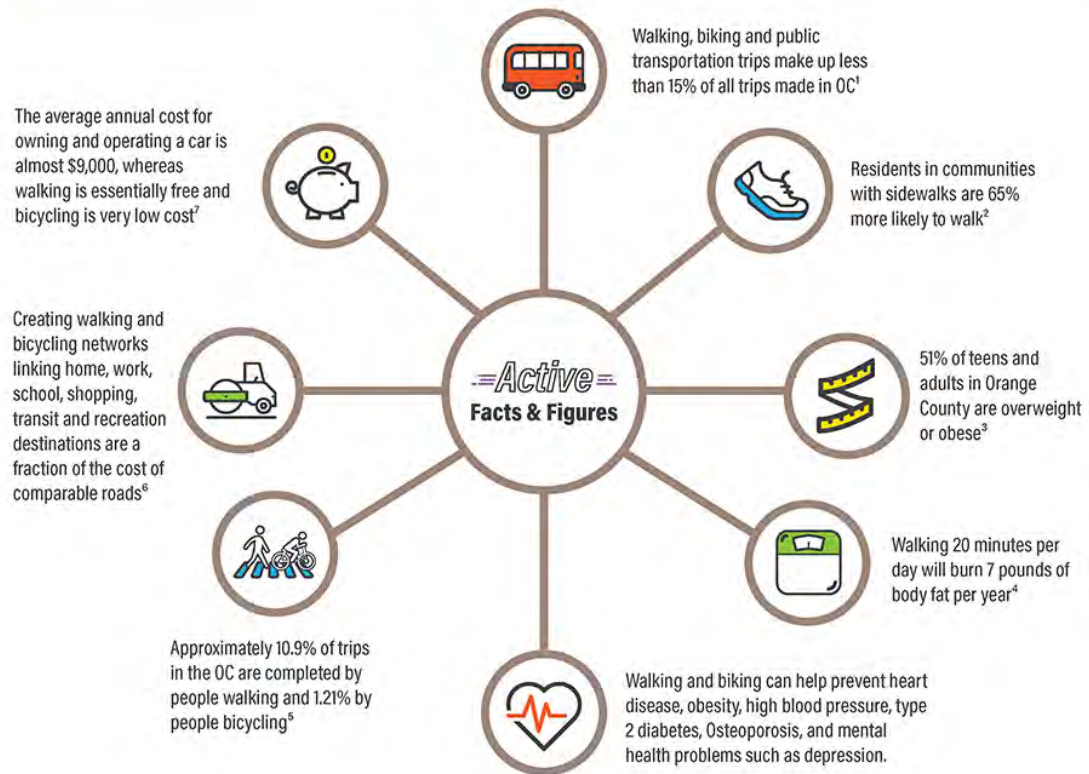 Walking, biking and public
transportation trips make up less
than 15% of all trips made in OC¹
The average annual cost for
owning and operating a car is
almost $9,000, whereas
walking is essentially free and
bicycling is very low cost⁷
Residents in communities
with sidewalks are 65%
more likely to walk²
Creating walking and
bicycling networks
linking home, work,
school, shopping,
transit and recreation
destinations are a
fraction of the cost of
comparable roads⁶
Active
Facts & Figures
51% of teens and
adults in Orange
County are overweight
or obese³
Walking 20 minutes per
day will burn 7 pounds of
body fat per year⁴
Approximately 10.9% of trips
in the OC are completed by
people walking and 1.21% by
people bicycling⁵
Walking and biking can help prevent heart
disease, obesity, high blood pressure, type
2 diabetes, Osteoporosis, and mental
health problems such as depression.